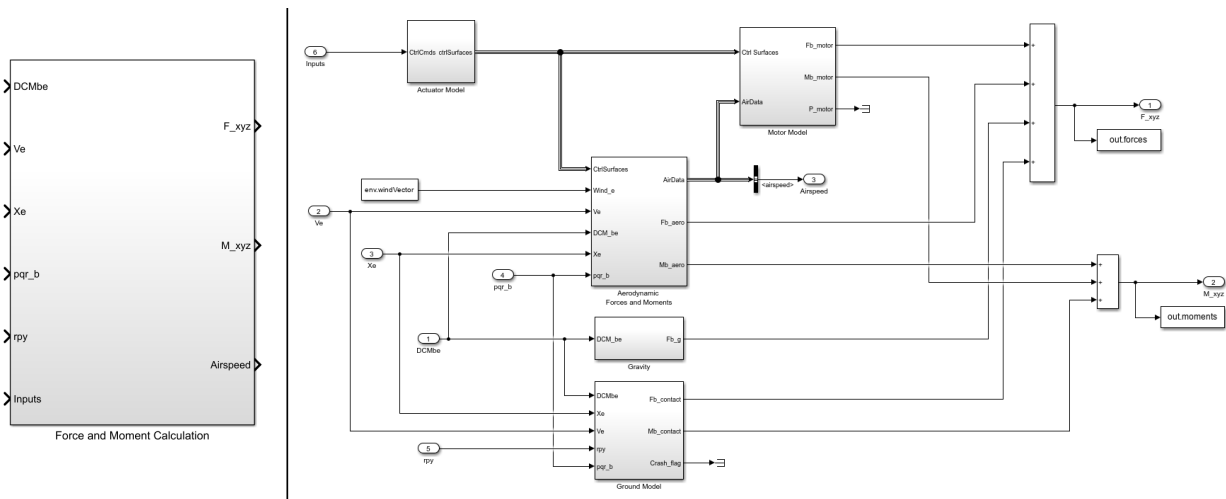 DCMbe
F_xyz
Ve
Xe
M_xyz
pqr_b
rpy
Airspeed
Inputs
Force and Moment Calculation
6
Inputs
CtrlCmds ctrlSurfaces
Actuator Model
Ctrl Surfaces
AirData
Fb_motor
Mb_motor
P_motor
Motor Model
+
+
+
+
1
F_xyz
out.forces
env.windVector
2
Ve
3
Xe
4
pqr_b
CtrlSurfaces
Wind_e
Ve
DCM_be
Xe
pqr_b
AirData
Fb_aero
Mb_aero
Aerodynamic
Forces and Moments
<airspeed>
3
Airspeed
+
+
+
2
M_xyz
out.moments
1
DCMbe
DCM_be
Fb_g
Gravity
5
rpy
DCMbe
Xe
Ve
rpy
pqr_b
Fb_contact
Mb_contact
Crash_flag
Ground Model